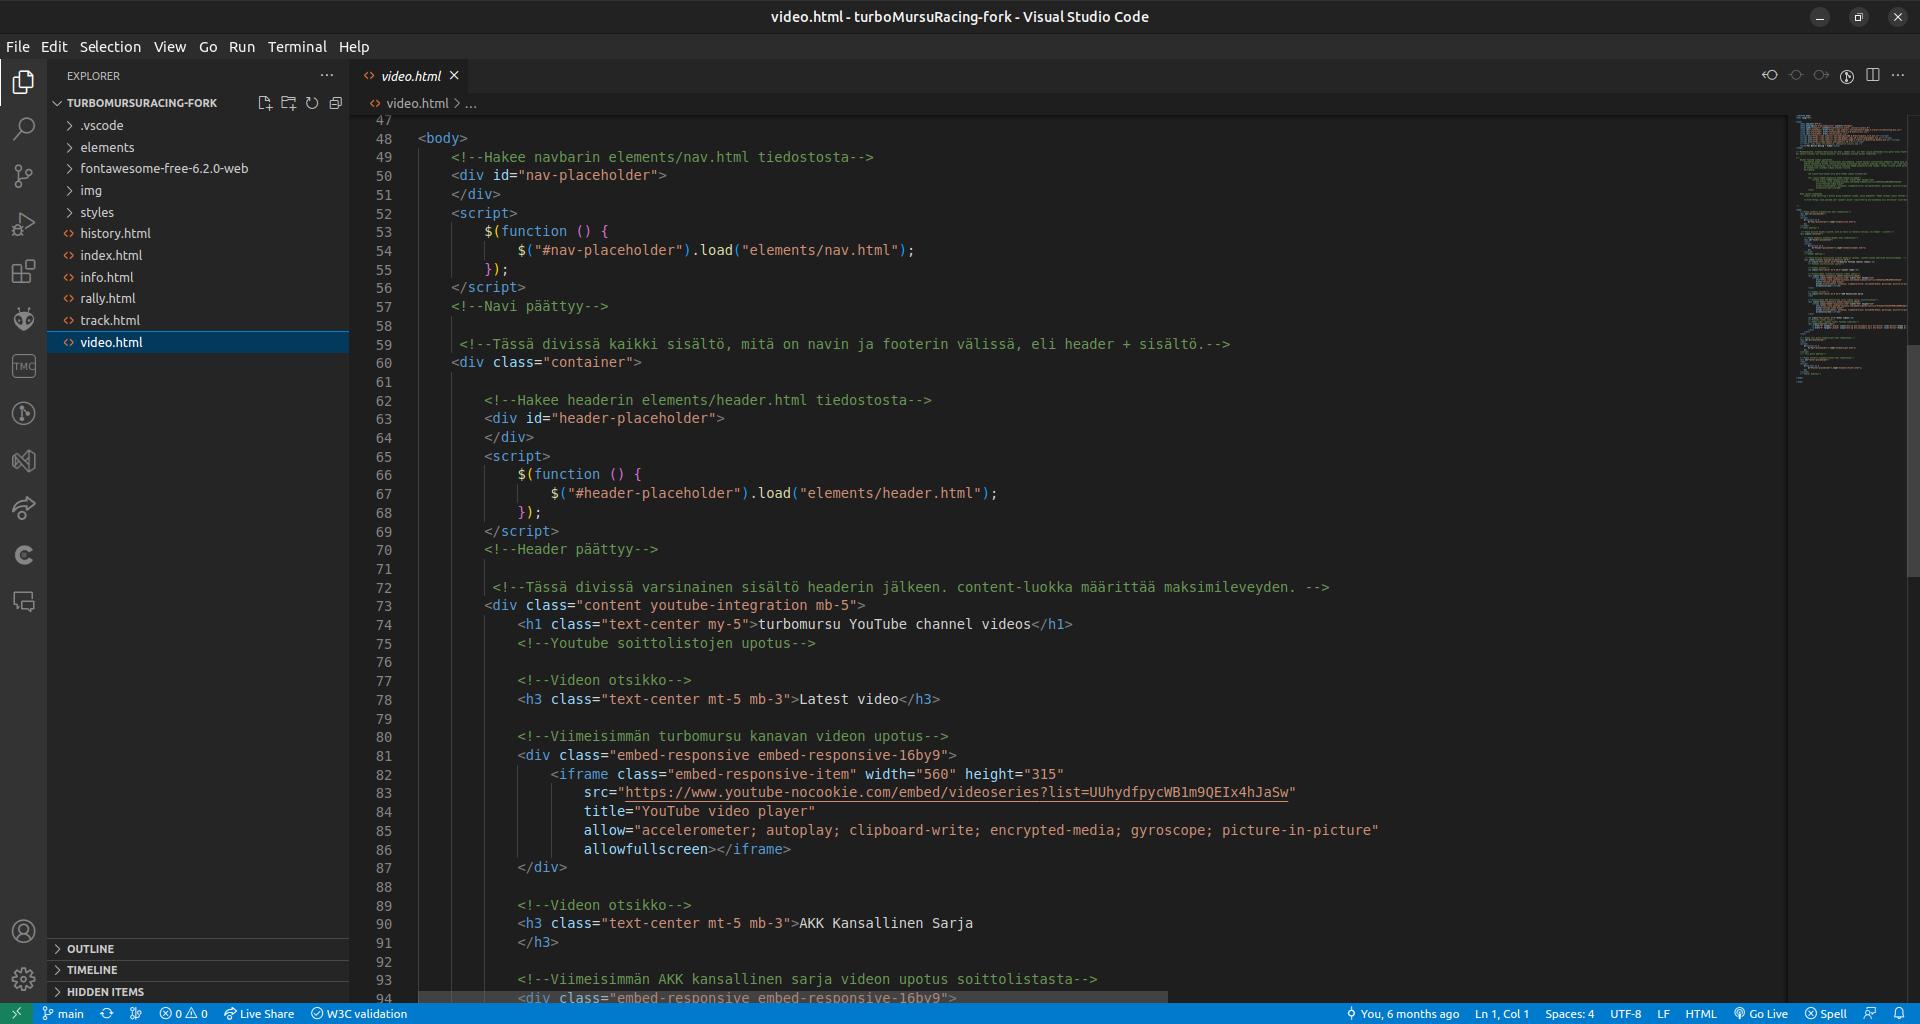 video.html - turboMursuRacing-fork - Visual Studio Code
File Edit Selection View Go Run Terminal Help
EXPLORER
TURBOMURSURACING-FORK
.vscode
elements
fontawesome-free-6.2.0-web
img
styles
history.html
index.html
info.html
rally.html
track.html
video.html
TMC
OUTLINE
TIMELINE
HIDDEN ITEMS
video.html
video.html > ...
47
48 <body>
49 <!--Hakee navbarin elements/nav.html tiedostosta-->
50 <div id="nav-placeholder">
51 </div>
52 <script>
53 $(function () {
54 $("#nav-placeholder").load("elements/nav.html");
55 });
56 </script>
57 <!--Navi päättyy-->
58
59 <!--Tässä divissä kaikki sisältö, mitä on navin ja footerin välissä, eli header + sisältö.-->
60 <div class="container">
61
62 <!--Hakee headerin elements/header.html tiedostosta-->
63 <div id="header-placeholder">
64 </div>
65 <script>
66 $(function () {
67 $("#header-placeholder").load("elements/header.html");
68 });
69 </script>
70 <!--Header päättyy-->
71
72 <!--Tässä divissä varsinainen sisältö headerin jälkeen. content-luokka määrittää maksimileveyden. -->
73 <div class="content youtube-integration mb-5">
74 <h1 class="text-center my-5">turbomursu YouTube channel videos</h1>
75 <!--Youtube soittolistojen upotus-->
76
77 <!--Videon otsikko-->
78 <h3 class="text-center mt-5 mb-3">Latest video</h3>
79
80 <!--Viimeisimmän turbomursu kanavan videon upotus-->
81 <div class="embed-responsive embed-responsive-16by9">
82 <iframe class="embed-responsive-item" width="560" height="315"
83 src="https://www.youtube-nocookie.com/embed/videoseries?list=UUhydfpycWB1m9QEIx4hJaSw"
84 title="YouTube video player"
85 allow="accelerometer; autoplay; clipboard-write; encrypted-media; gyroscope; picture-in-picture"
86 allowfullscreen></iframe>
87 </div>
88
89 <!--Videon otsikko-->
90 <h3 class="text-center mt-5 mb-3">AKK Kansallinen Sarja
91 </h3>
92
93 <!--Viimeisimmän AKK kansallinen sarja videon upotus soittolistasta-->
94 <div class="embed-responsive embed-responsive-16by9">
main 0 0 Live Share W3C validation You, 6 months ago Ln 1, Col 1 Spaces: 4 UTF-8 LF HTML Go Live Spell